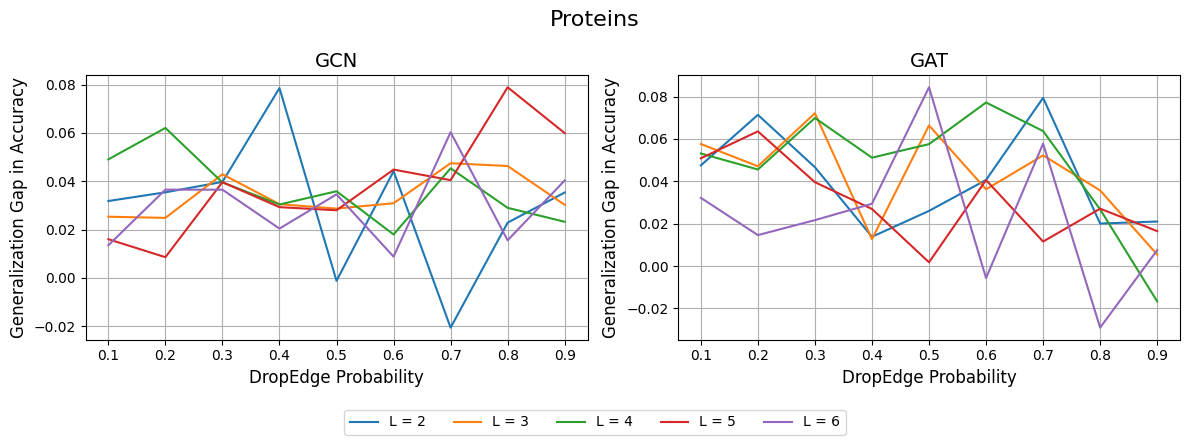 Proteins
GCN
Generalization Gap in Accuracy
0.08
0.06
0.04
0.02
0.00
−0.02
0.1 0.2 0.3 0.4 0.5 0.6 0.7 0.8 0.9
DropEdge Probability
GAT
Generalization Gap in Accuracy
0.08
0.06
0.04
0.02
0.00
−0.02
0.1 0.2 0.3 0.4 0.5 0.6 0.7 0.8 0.9
DropEdge Probability
L = 2 L = 3 L = 4 L = 5 L = 6